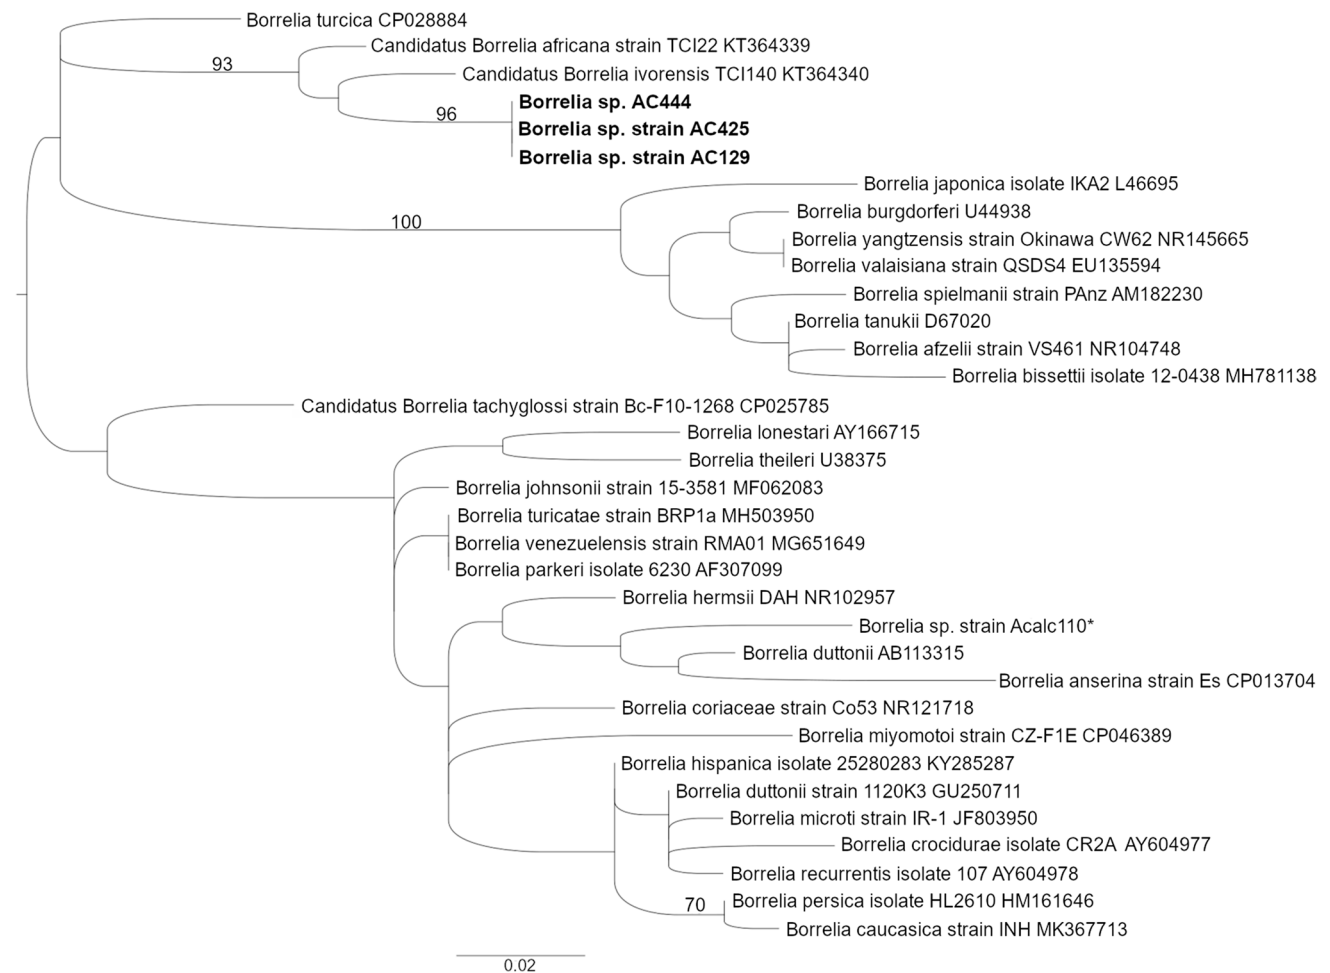 Borrelia turcica CP028884
Candidatus Borrelia africana strain TCI22 KT364339
93
Candidatus Borrelia ivorensis TCI140 KT364340
Borrelia sp. AC444
96
Borrelia sp. strain AC425
Borrelia sp. strain AC129
Borrelia japonica isolate IKA2 L46695
Borrelia burgdorferi U44938
100
Borrelia yangtzensis strain Okinawa CW62 NR145665
Borrelia valaisiana strain QSDS4 EU135594
Borrelia spielmanii strain PAnz AM182230
Borrelia tanukii D67020
Borrelia afzelii strain VS461 NR104748
Borrelia bissettii isolate 12-0438 MH781138
Candidatus Borrelia tachyglossi strain Bc-F10-1268 CP025785
Borrelia lonestari AY166715
Borrelia theileri U38375
Borrelia johnsonii strain 15-3581 MF062083
Borrelia turicatae strain BRP1a MH503950
Borrelia venezuelensis strain RMA01 MG651649
Borrelia parkeri isolate 6230 AF307099
Borrelia hermsii DAH NR102957
Borrelia sp. strain Acalc110*
Borrelia duttonii AB113315
Borrelia anserina strain Es CP013704
Borrelia coriaceae strain Co53 NR121718
Borrelia miyomotoi strain CZ-F1E CP046389
Borrelia hispanica isolate 25280283 KY285287
Borrelia duttonii strain 1120K3 GU250711
Borrelia microti strain IR-1 JF803950
Borrelia crocidurae isolate CR2A AY604977
Borrelia recurrentis isolate 107 AY604978
Borrelia persica isolate HL2610 HM161646
70
Borrelia caucasica strain INH MK367713
0.02